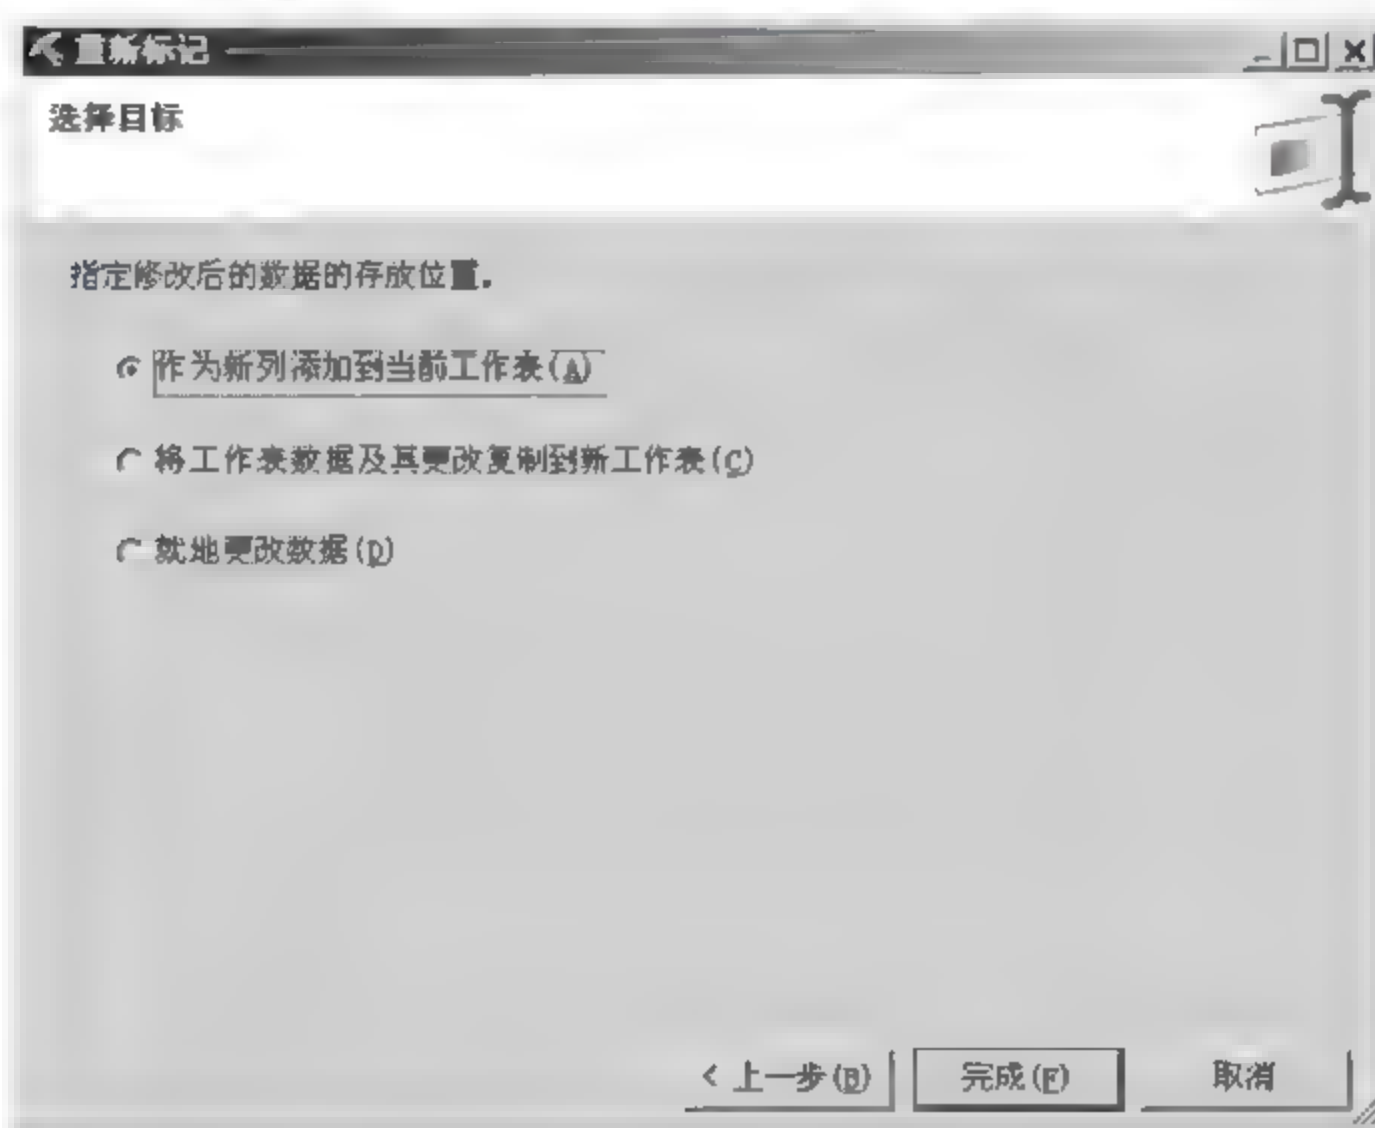 重新标记
选择目标
指定修改后的数据的存放位置。
作为新列添加到当前工作表(A)
将工作表数据及其更改复制到新工作表(C)
就地更改数据(D)
< 上一步(B) 完成(F) 取消